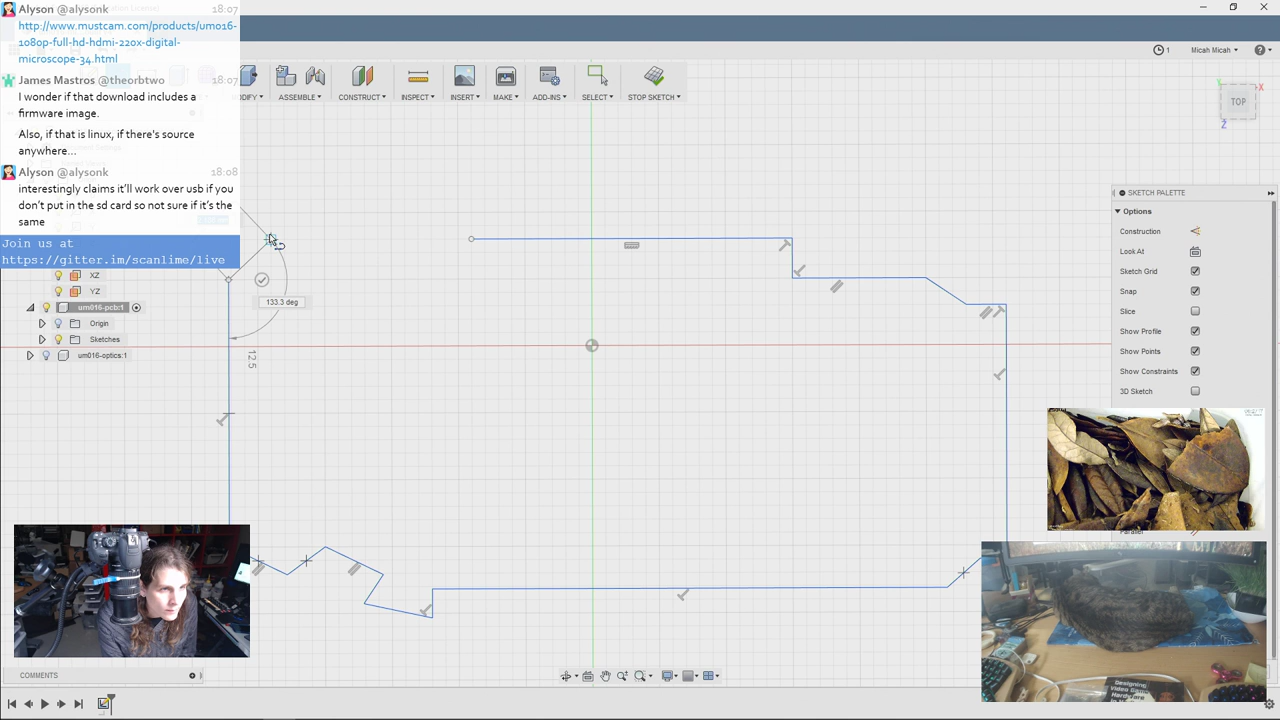 Alyson @alysonk 18:07
http://www.mustcam.com/products/um016-
1080p-full-hd-hdmi-220x-digital-
microscope-34.html
James Mastros @theorbtwo 18:07
I wonder if that download includes a
firmware image.
Also, if that is linux, if there's source
anywhere...
Alyson @alysonk 18:08
interestingly claims it'll work over usb if you
don't put in the sd card so not sure if it's the
same
Join us at
https://gitter.im/scanlime/live
1
Micah Micah
MODIFY
ASSEMBLE
CONSTRUCT
INSPECT
INSERT
MAKE
ADD-INS
SELECT
STOP SKETCH
TOP
X
Z
XZ
YZ
um016-pcb:1
Origin
Sketches
um016-optics:1
133.3 deg
12.5
SKETCH PALETTE
Options
Construction
Look At
Sketch Grid
Snap
Slice
Show Profile
Show Points
Show Constraints
3D Sketch
Parallel
COMMENTS
Designing
Video Game
Hardware